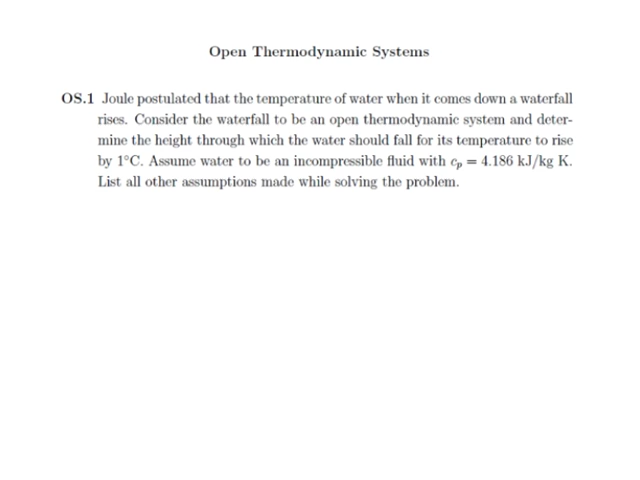 Open Thermodynamic Systems
OS.1 Joule postulated that the temperature of water when it comes down a waterfall
rises. Consider the waterfall to be an open thermodynamic system and deter-
mine the height through which the water should fall for its temperature to rise
by 1°C. Assume water to be an incompressible fluid with cₚ = 4.186 kJ/kg K.
List all other assumptions made while solving the problem.